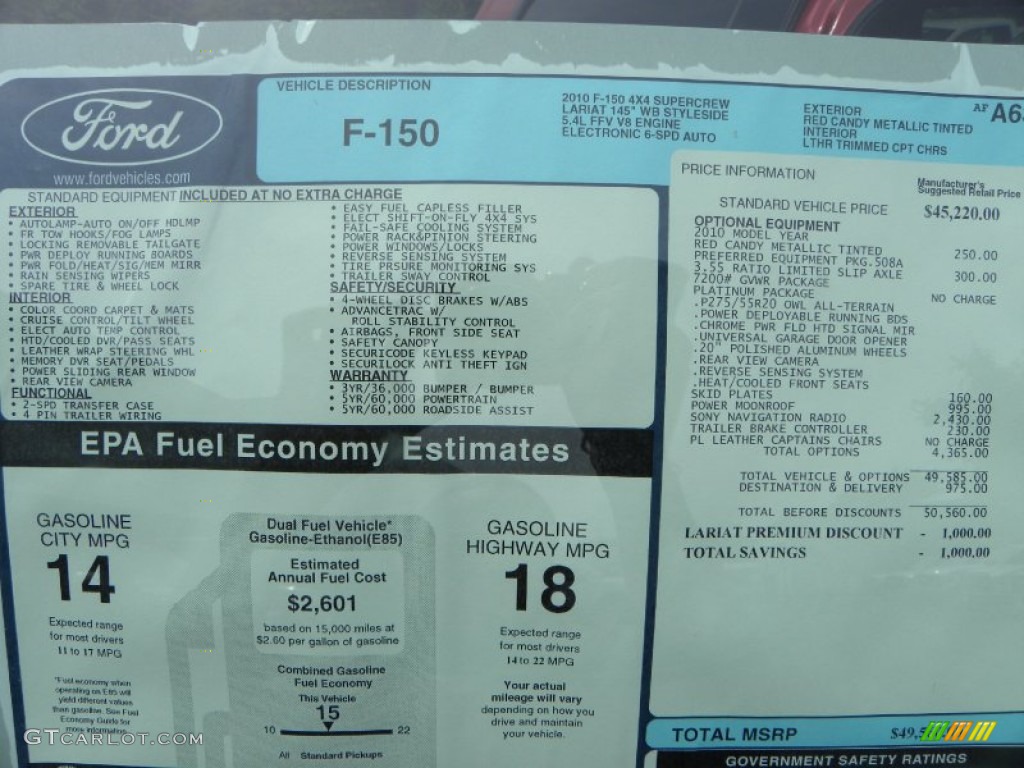 Ford
www.fordvehicles.com
VEHICLE DESCRIPTION
F-150
2010 F-150 4X4 SUPERCREW
LARIAT 145" WB STYLESIDE
5.4L FFV V8 ENGINE
ELECTRONIC 6-SPD AUTO
EXTERIOR
RED CANDY METALLIC TINTED
INTERIOR
LTHR TRIMMED CPT CHRS
AF A6
STANDARD EQUIPMENT INCLUDED AT NO EXTRA CHARGE
EXTERIOR
• AUTOLAMP-AUTO ON/OFF HDLMP
• FR TOW HOOKS/FOG LAMPS
• LOCKING REMOVABLE TAILGATE
• PWR DEPLOY RUNNING BOARDS
• PWR FOLD/HEAT/SIG/MEM MIRR
• RAIN SENSING WIPERS
• SPARE TIRE & WHEEL LOCK
INTERIOR
• COLOR COORD CARPET & MATS
• CRUISE CONTROL/TILT WHEEL
• ELECT AUTO TEMP CONTROL
• HTD/COOLED DVR/PASS SEATS
• LEATHER WRAP STEERING WHL
• MEMORY DVR SEAT/PEDALS
• POWER SLIDING REAR WINDOW
• REAR VIEW CAMERA
FUNCTIONAL
• 2-SPD TRANSFER CASE
• 4 PIN TRAILER WIRING
• EASY FUEL CAPLESS FILLER
• ELECT SHIFT-ON-FLY 4X4 SYS
• FAIL-SAFE COOLING SYSTEM
• POWER RACK&PINION STEERING
• POWER WINDOWS/LOCKS
• REVERSE SENSING SYSTEM
• TIRE PRSURE MONITORING SYS
• TRAILER SWAY CONTROL
SAFETY/SECURITY
• 4-WHEEL DISC BRAKES W/ABS
• ADVANCETRAC W/
ROLL STABILITY CONTROL
• AIRBAGS, FRONT SIDE SEAT
• SAFETY CANOPY
• SECURICODE KEYLESS KEYPAD
• SECURILOCK ANTI THEFT IGN
WARRANTY
• 3YR/36,000 BUMPER / BUMPER
• 5YR/60,000 POWERTRAIN
• 5YR/60,000 ROADSIDE ASSIST
PRICE INFORMATION
Manufacturer's
Suggested Retail Price
STANDARD VEHICLE PRICE $45,220.00
OPTIONAL EQUIPMENT
2010 MODEL YEAR
RED CANDY METALLIC TINTED 250.00
PREFERRED EQUIPMENT PKG.508A
3.55 RATIO LIMITED SLIP AXLE 300.00
7200# GVWR PACKAGE
PLATINUM PACKAGE NO CHARGE
.P275/55R20 OWL ALL-TERRAIN
.POWER DEPLOYABLE RUNNING BDS
.CHROME PWR FLD HTD SIGNAL MIR
.UNIVERSAL GARAGE DOOR OPENER
.20" POLISHED ALUMINUM WHEELS
.REAR VIEW CAMERA
.REVERSE SENSING SYSTEM
.HEAT/COOLED FRONT SEATS
SKID PLATES 160.00
POWER MOONROOF 995.00
SONY NAVIGATION RADIO 2,430.00
TRAILER BRAKE CONTROLLER 230.00
PL LEATHER CAPTAINS CHAIRS NO CHARGE
TOTAL OPTIONS 4,365.00
TOTAL VEHICLE & OPTIONS 49,585.00
DESTINATION & DELIVERY 975.00
TOTAL BEFORE DISCOUNTS 50,560.00
LARIAT PREMIUM DISCOUNT - 1,000.00
TOTAL SAVINGS - 1,000.00
EPA Fuel Economy Estimates
GASOLINE
CITY MPG
14
Expected range
for most drivers
11 to 17 MPG
*Fuel economy when
operating on E85 will
yield different values
than gasoline. See Fuel
Economy Guide for
more information.
Dual Fuel Vehicle*
Gasoline-Ethanol(E85)
Estimated
Annual Fuel Cost
$2,601
based on 15,000 miles at
$2.60 per gallon of gasoline
Combined Gasoline
Fuel Economy
This Vehicle
15
10 22
All Standard Pickups
GASOLINE
HIGHWAY MPG
18
Expected range
for most drivers
14 to 22 MPG
Your actual
mileage will vary
depending on how you
drive and maintain
your vehicle.
TOTAL MSRP
GOVERNMENT SAFETY RATINGS
GTCarLot.com